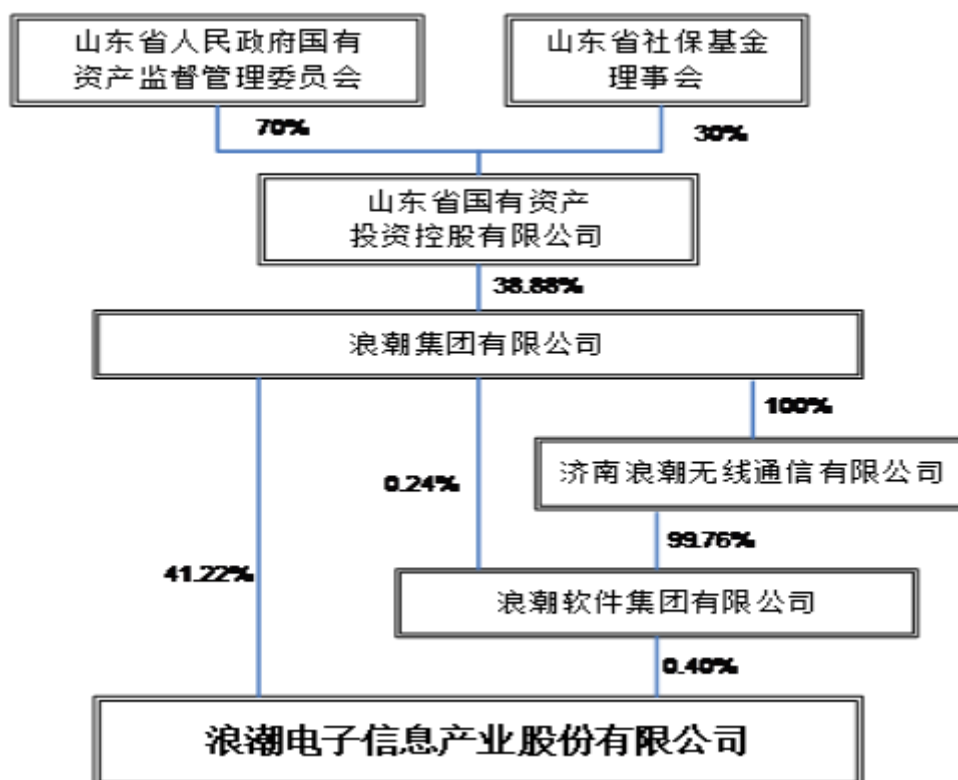 山东省人民政府国有
资产监督管理委员会
山东省社保基金
理事会
70%
30%
山东省国有资产
投资控股有限公司
38.88%
浪潮集团有限公司
100%
济南浪潮无线通信有限公司
0.24%
99.76%
41.22%
浪潮软件集团有限公司
0.40%
浪潮电子信息产业股份有限公司